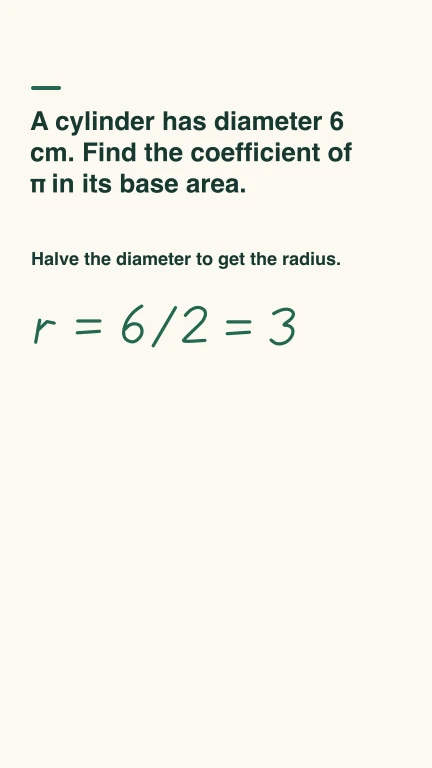 A cylinder has diameter 6
cm. Find the coefficient of
π in its base area.
Halve the diameter to get the radius.
r = 6/2 = 3